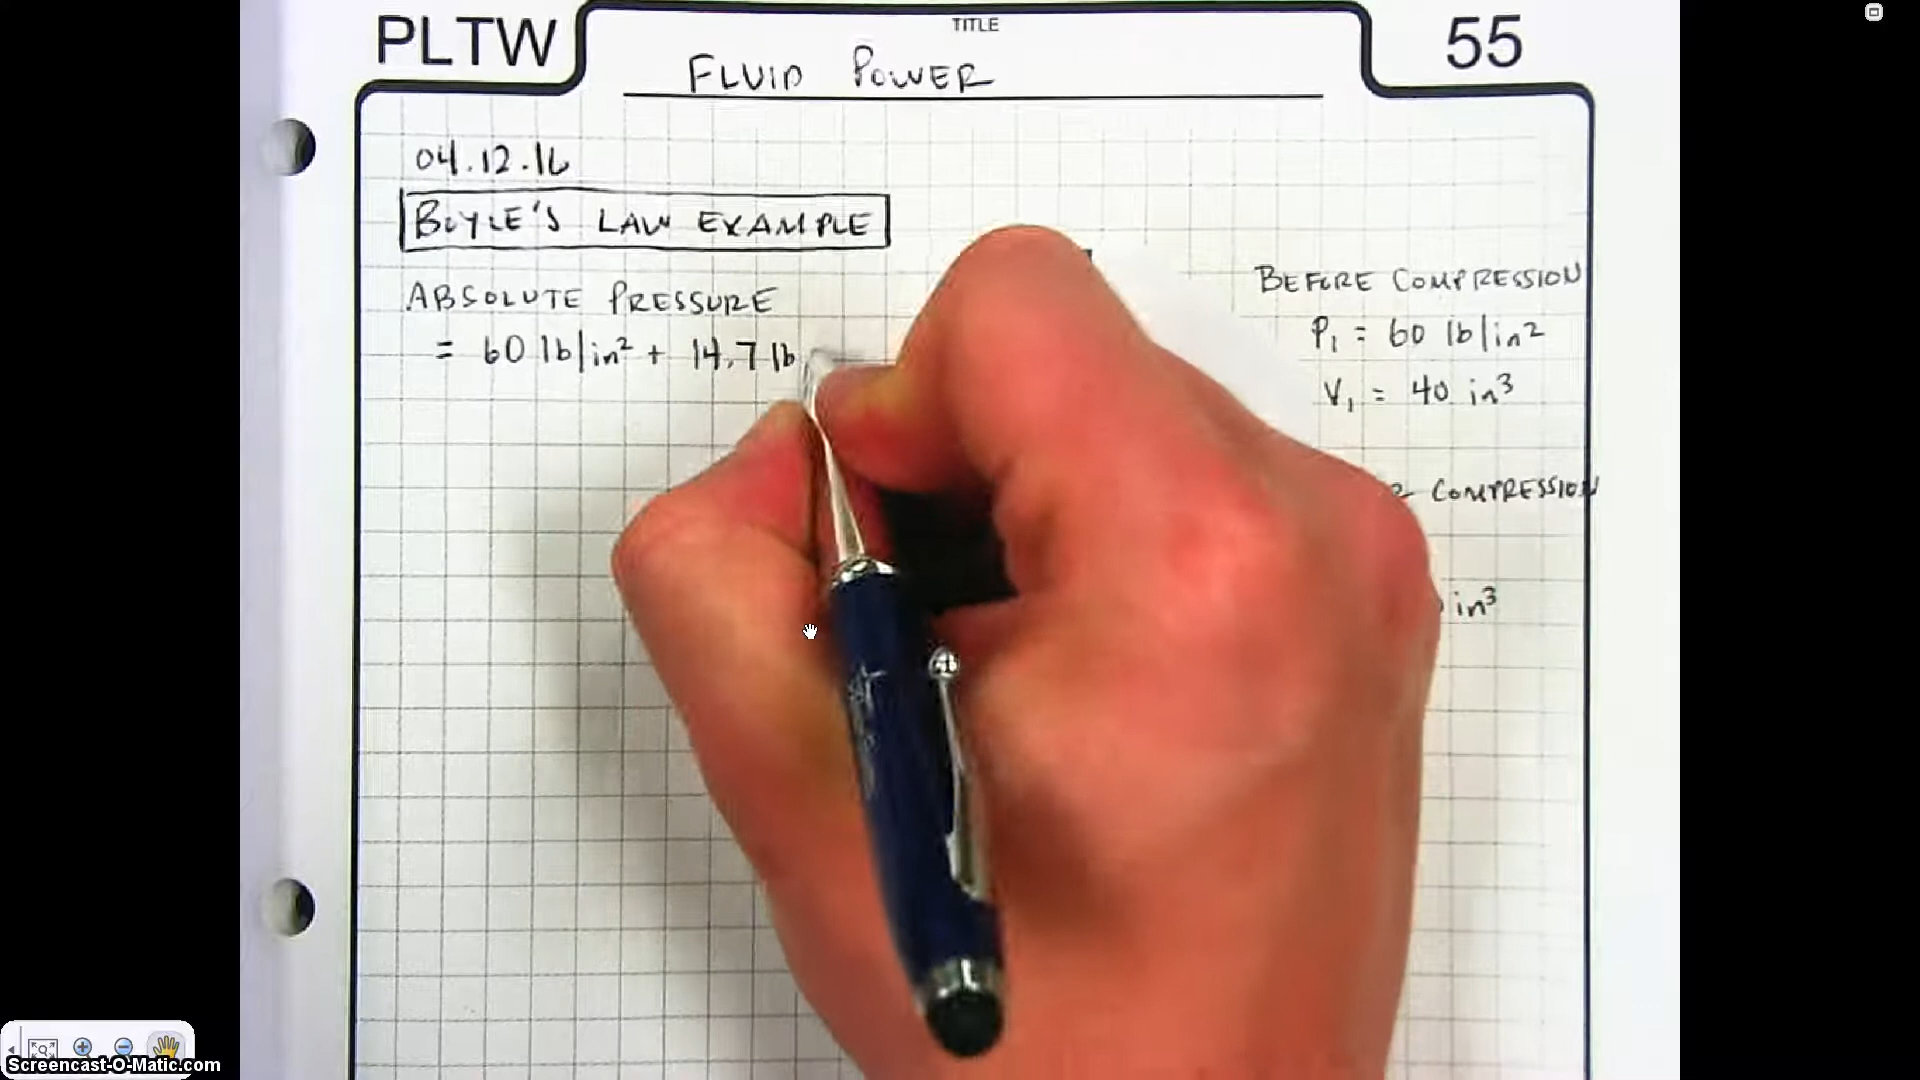 PLTW
TITLE
55
FLUID POWER
04.12.16
BOYLE'S LAW EXAMPLE
ABSOLUTE PRESSURE
= 60 lb/in² + 14.7 lb
BEFORE COMPRESSION
P₁ = 60 lb/in²
V₁ = 40 in³
COMPRESSION
in³
Screencast-O-Matic.com